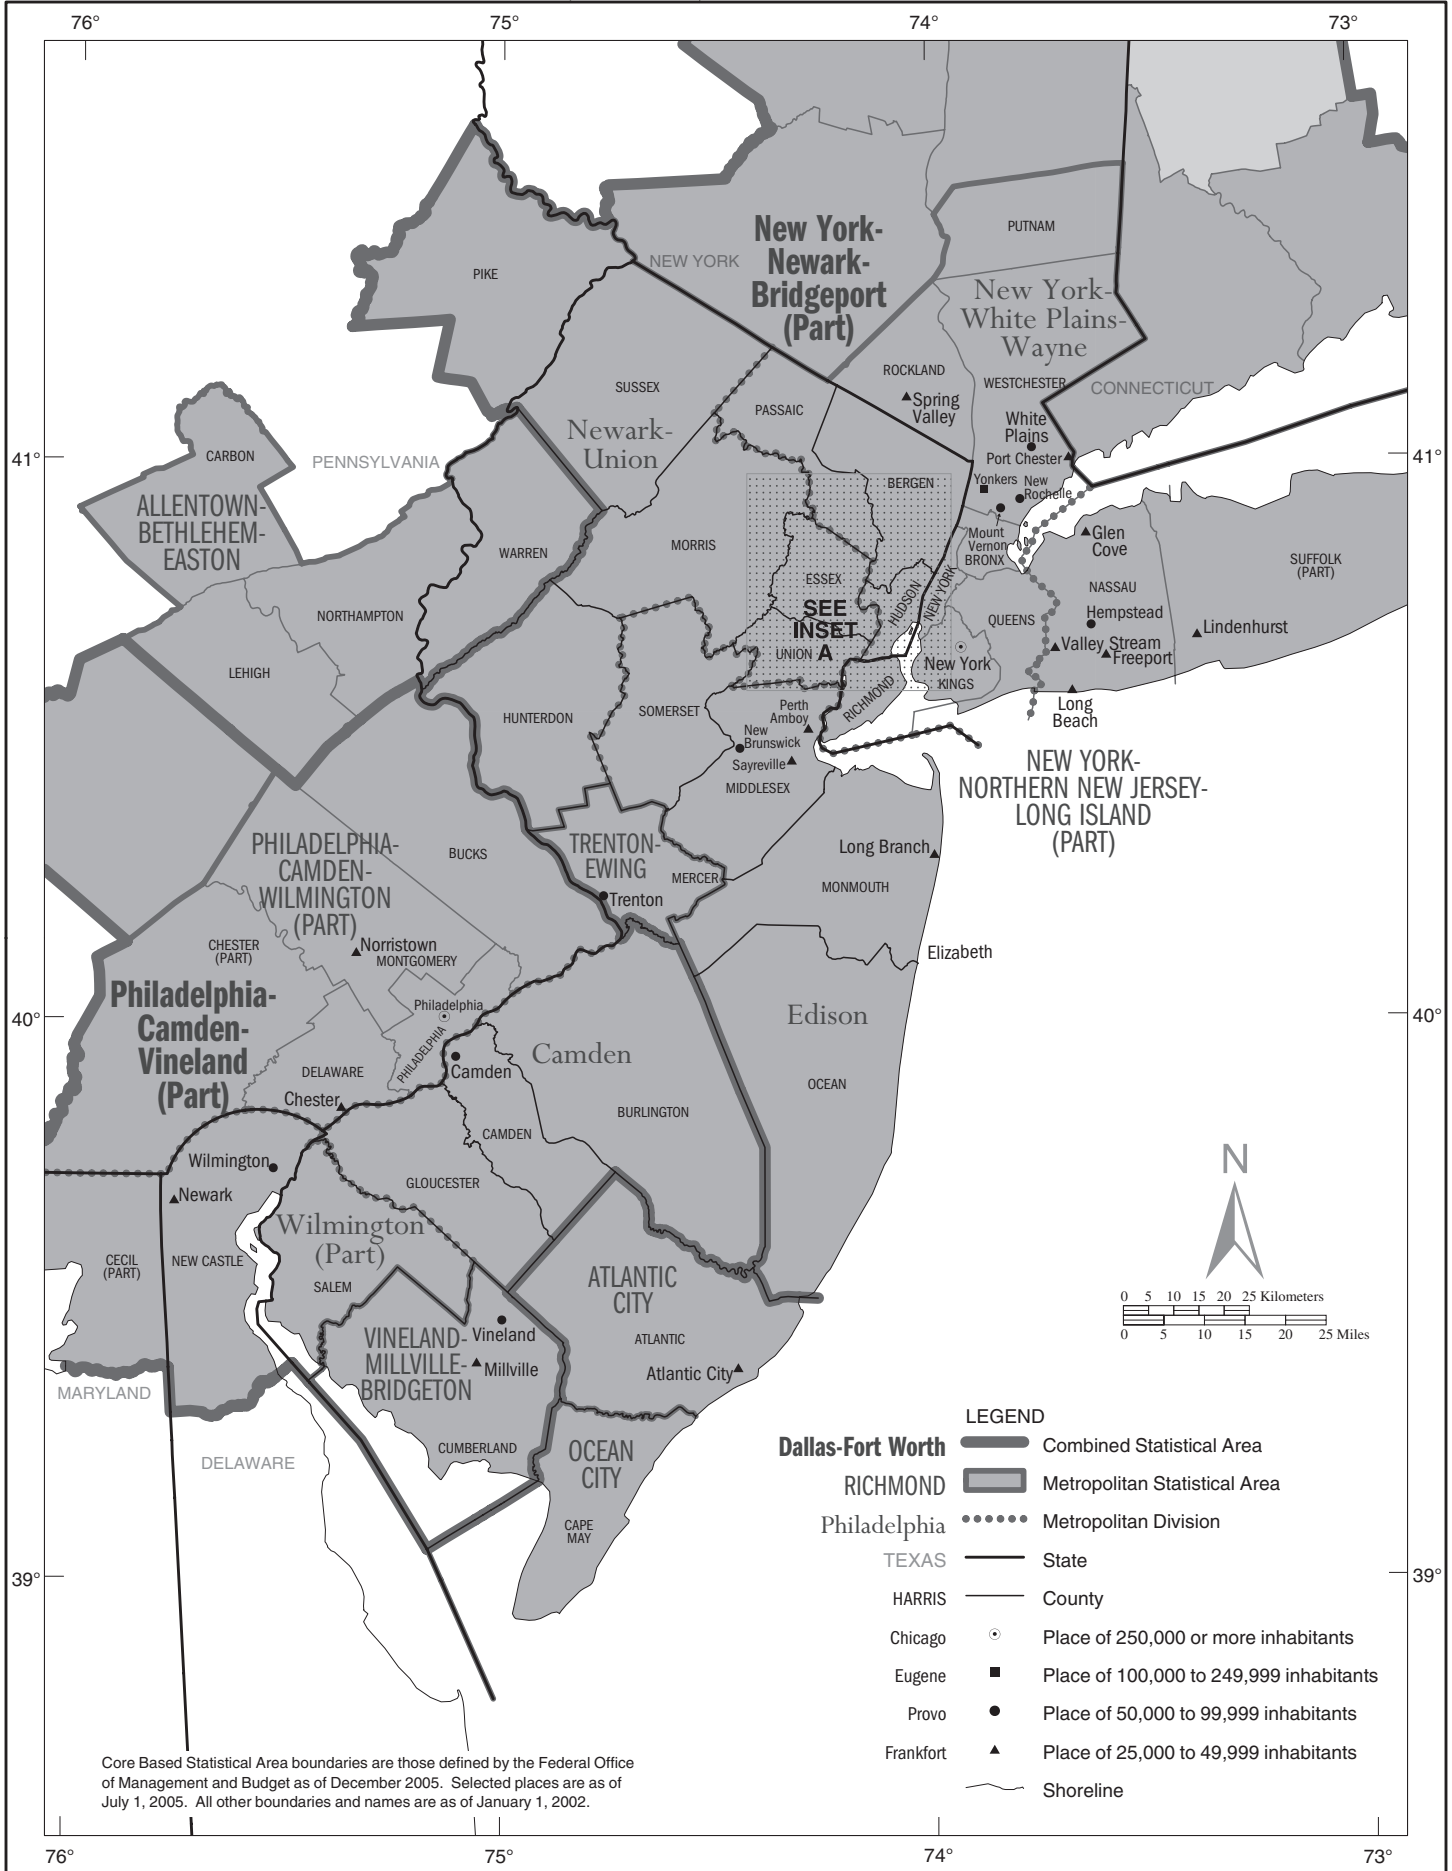 76°
75°
74°
73°
PUTNAM
New York-
Newark-
Bridgeport
(Part)
NEW YORK
PIKE
New York-
White Plains-
Wayne
ROCKLAND
WESTCHESTER
CONNECTICUT
SUSSEX
PASSAIC
Spring
Valley
White
Plains
Port Chester
Newark-
Union
CARBON
PENNSYLVANIA
41°
41°
BERGEN
Yonkers
New
Rochelle
ALLENTOWN-
BETHLEHEM-
EASTON
Mount
Vernon
BRONX
Glen
Cove
WARREN
MORRIS
SUFFOLK
(PART)
ESSEX
HUDSON
NEW YORK
NASSAU
SEE
INSET
A
QUEENS
Hempstead
NORTHAMPTON
Lindenhurst
Valley Stream
Freeport
UNION
New York
KINGS
LEHIGH
RICHMOND
Long
Beach
HUNTERDON
SOMERSET
Perth
Amboy
New
Brunswick
Sayreville
MIDDLESEX
NEW YORK-
NORTHERN NEW JERSEY-
LONG ISLAND
(PART)
PHILADELPHIA-
CAMDEN-
WILMINGTON
(PART)
BUCKS
TRENTON-
EWING
MERCER
Long Branch
MONMOUTH
Trenton
CHESTER
(PART)
Norristown
MONTGOMERY
Elizabeth
Philadelphia-
Camden-
Vineland
(Part)
Philadelphia
PHILADELPHIA
Edison
40°
40°
Camden
Camden
DELAWARE
OCEAN
Chester
BURLINGTON
CAMDEN
Wilmington
Newark
GLOUCESTER
N
Wilmington
(Part)
CECIL
(PART)
NEW CASTLE
SALEM
ATLANTIC
CITY
0 5 10 15 20 25 Kilometers
0 5 10 15 20 25 Miles
VINELAND-
MILLVILLE-
BRIDGETON
Vineland
Millville
ATLANTIC
Atlantic City
MARYLAND
DELAWARE
CUMBERLAND
OCEAN
CITY
CAPE
MAY
39°
39°
LEGEND
Dallas-Fort Worth Combined Statistical Area
RICHMOND Metropolitan Statistical Area
Philadelphia Metropolitan Division
TEXAS State
HARRIS County
Chicago Place of 250,000 or more inhabitants
Eugene Place of 100,000 to 249,999 inhabitants
Provo Place of 50,000 to 99,999 inhabitants
Frankfort Place of 25,000 to 49,999 inhabitants
Shoreline
Core Based Statistical Area boundaries are those defined by the Federal Office
of Management and Budget as of December 2005. Selected places are as of
July 1, 2005. All other boundaries and names are as of January 1, 2002.
76°
75°
74°
73°